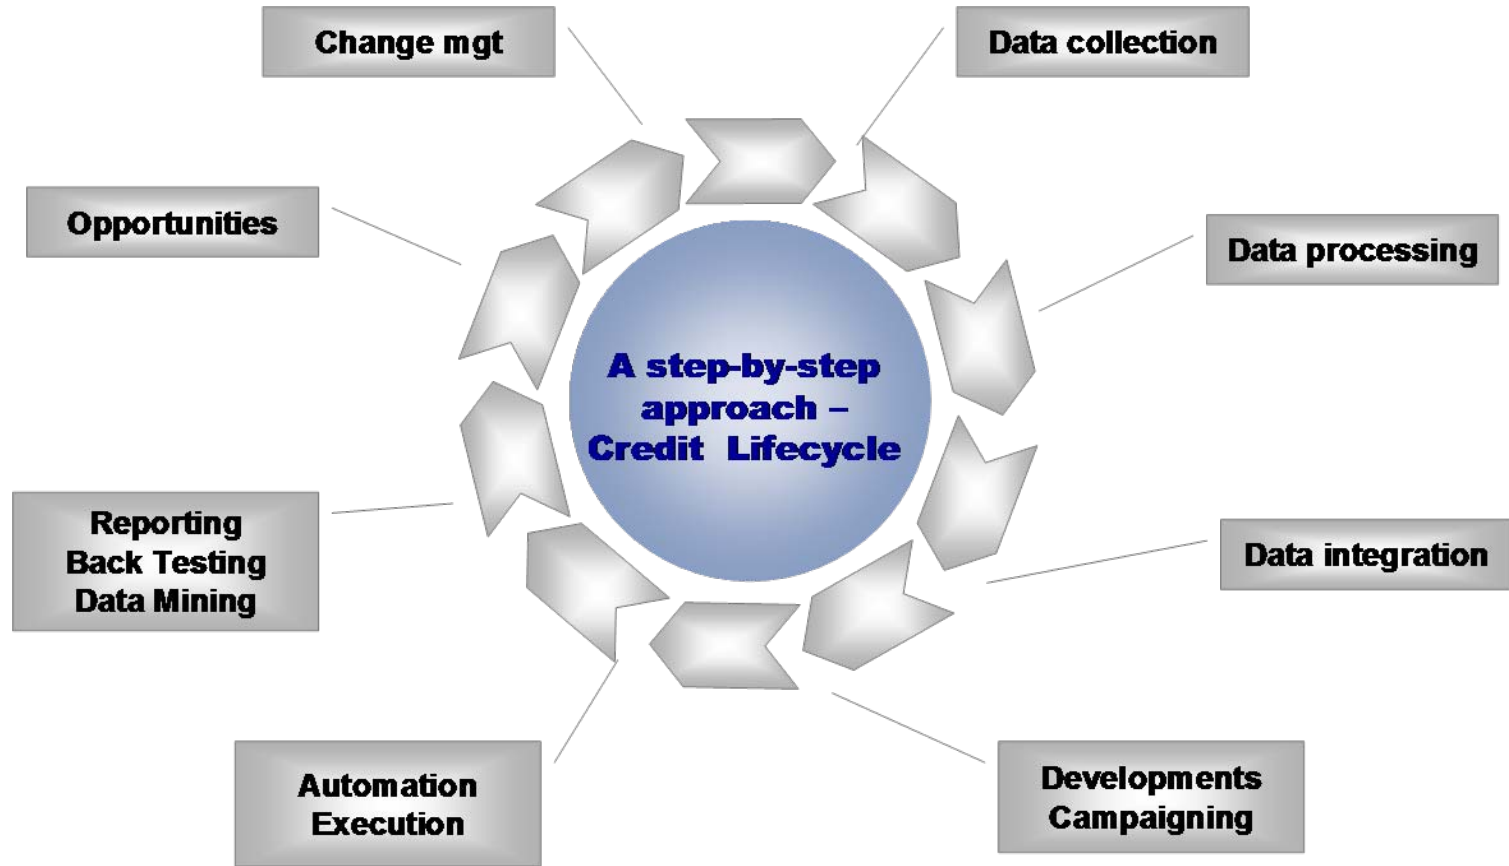 Change mgt
Data collection
Opportunities
Data processing
A step-by-step
approach –
Credit Lifecycle
Reporting
Back Testing
Data Mining
Data integration
Automation
Execution
Developments
Campaigning